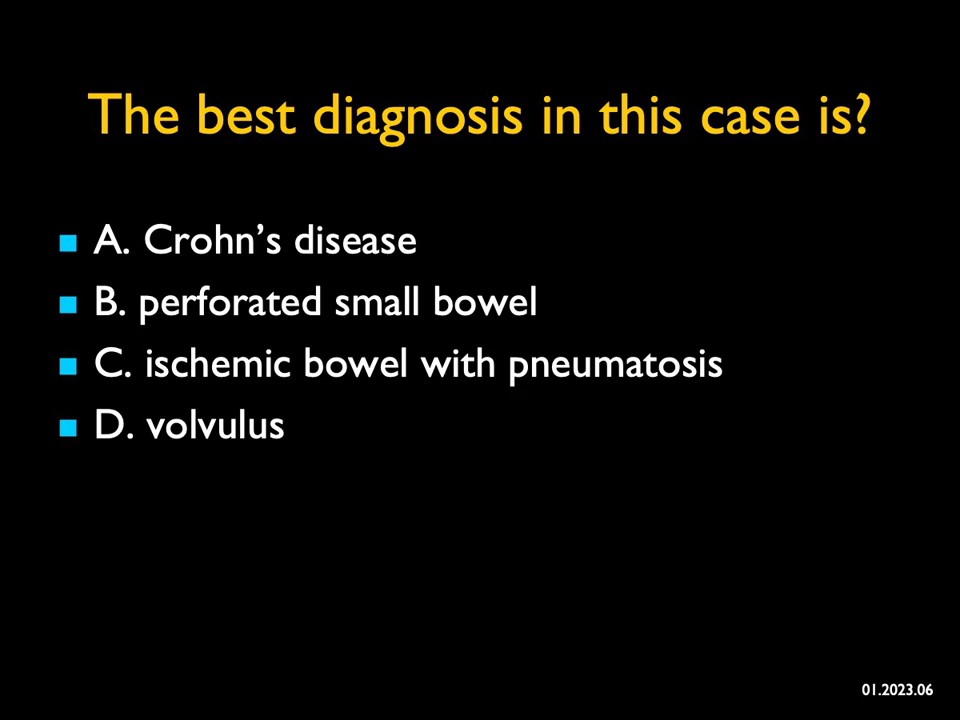 The best diagnosis in this case is?
A. Crohn’s disease
B. perforated small bowel
C. ischemic bowel with pneumatosis
D. volvulus
01.2023.06